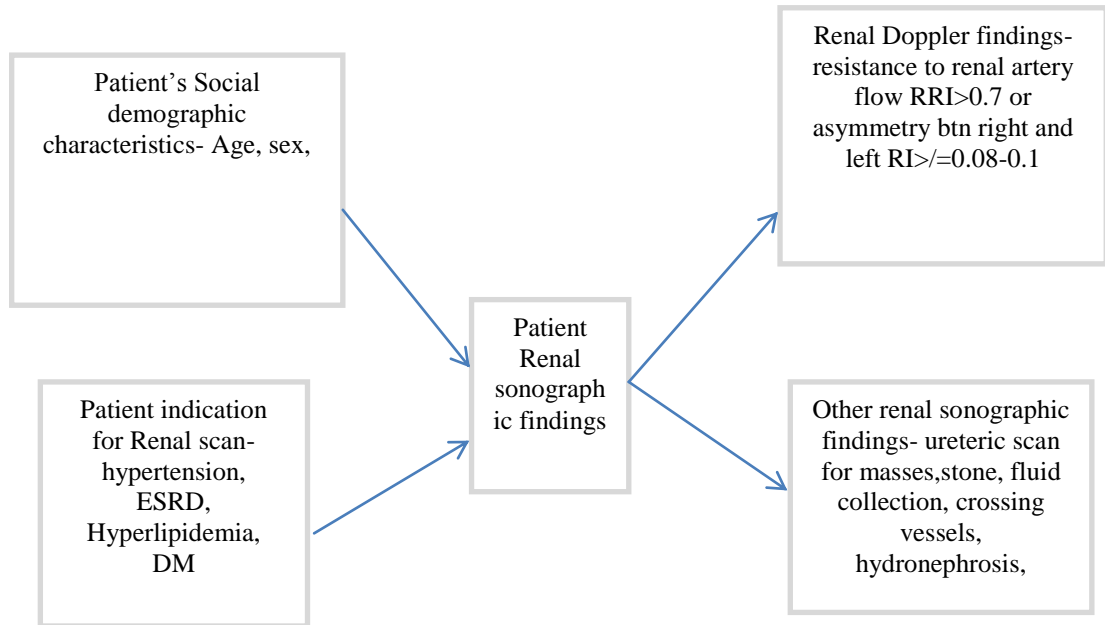 Patient’s Social
demographic
characteristics- Age, sex,
Patient indication
for Renal scan-
hypertension,
ESRD,
Hyperlipidemia,
DM
Patient
Renal
sonograph
ic findings
Renal Doppler findings-
resistance to renal artery
flow RRI>0.7 or
asymmetry btn right and
left RI>/=0.08-0.1
Other renal sonographic
findings- ureteric scan
for masses,stone, fluid
collection, crossing
vessels,
hydronephrosis,